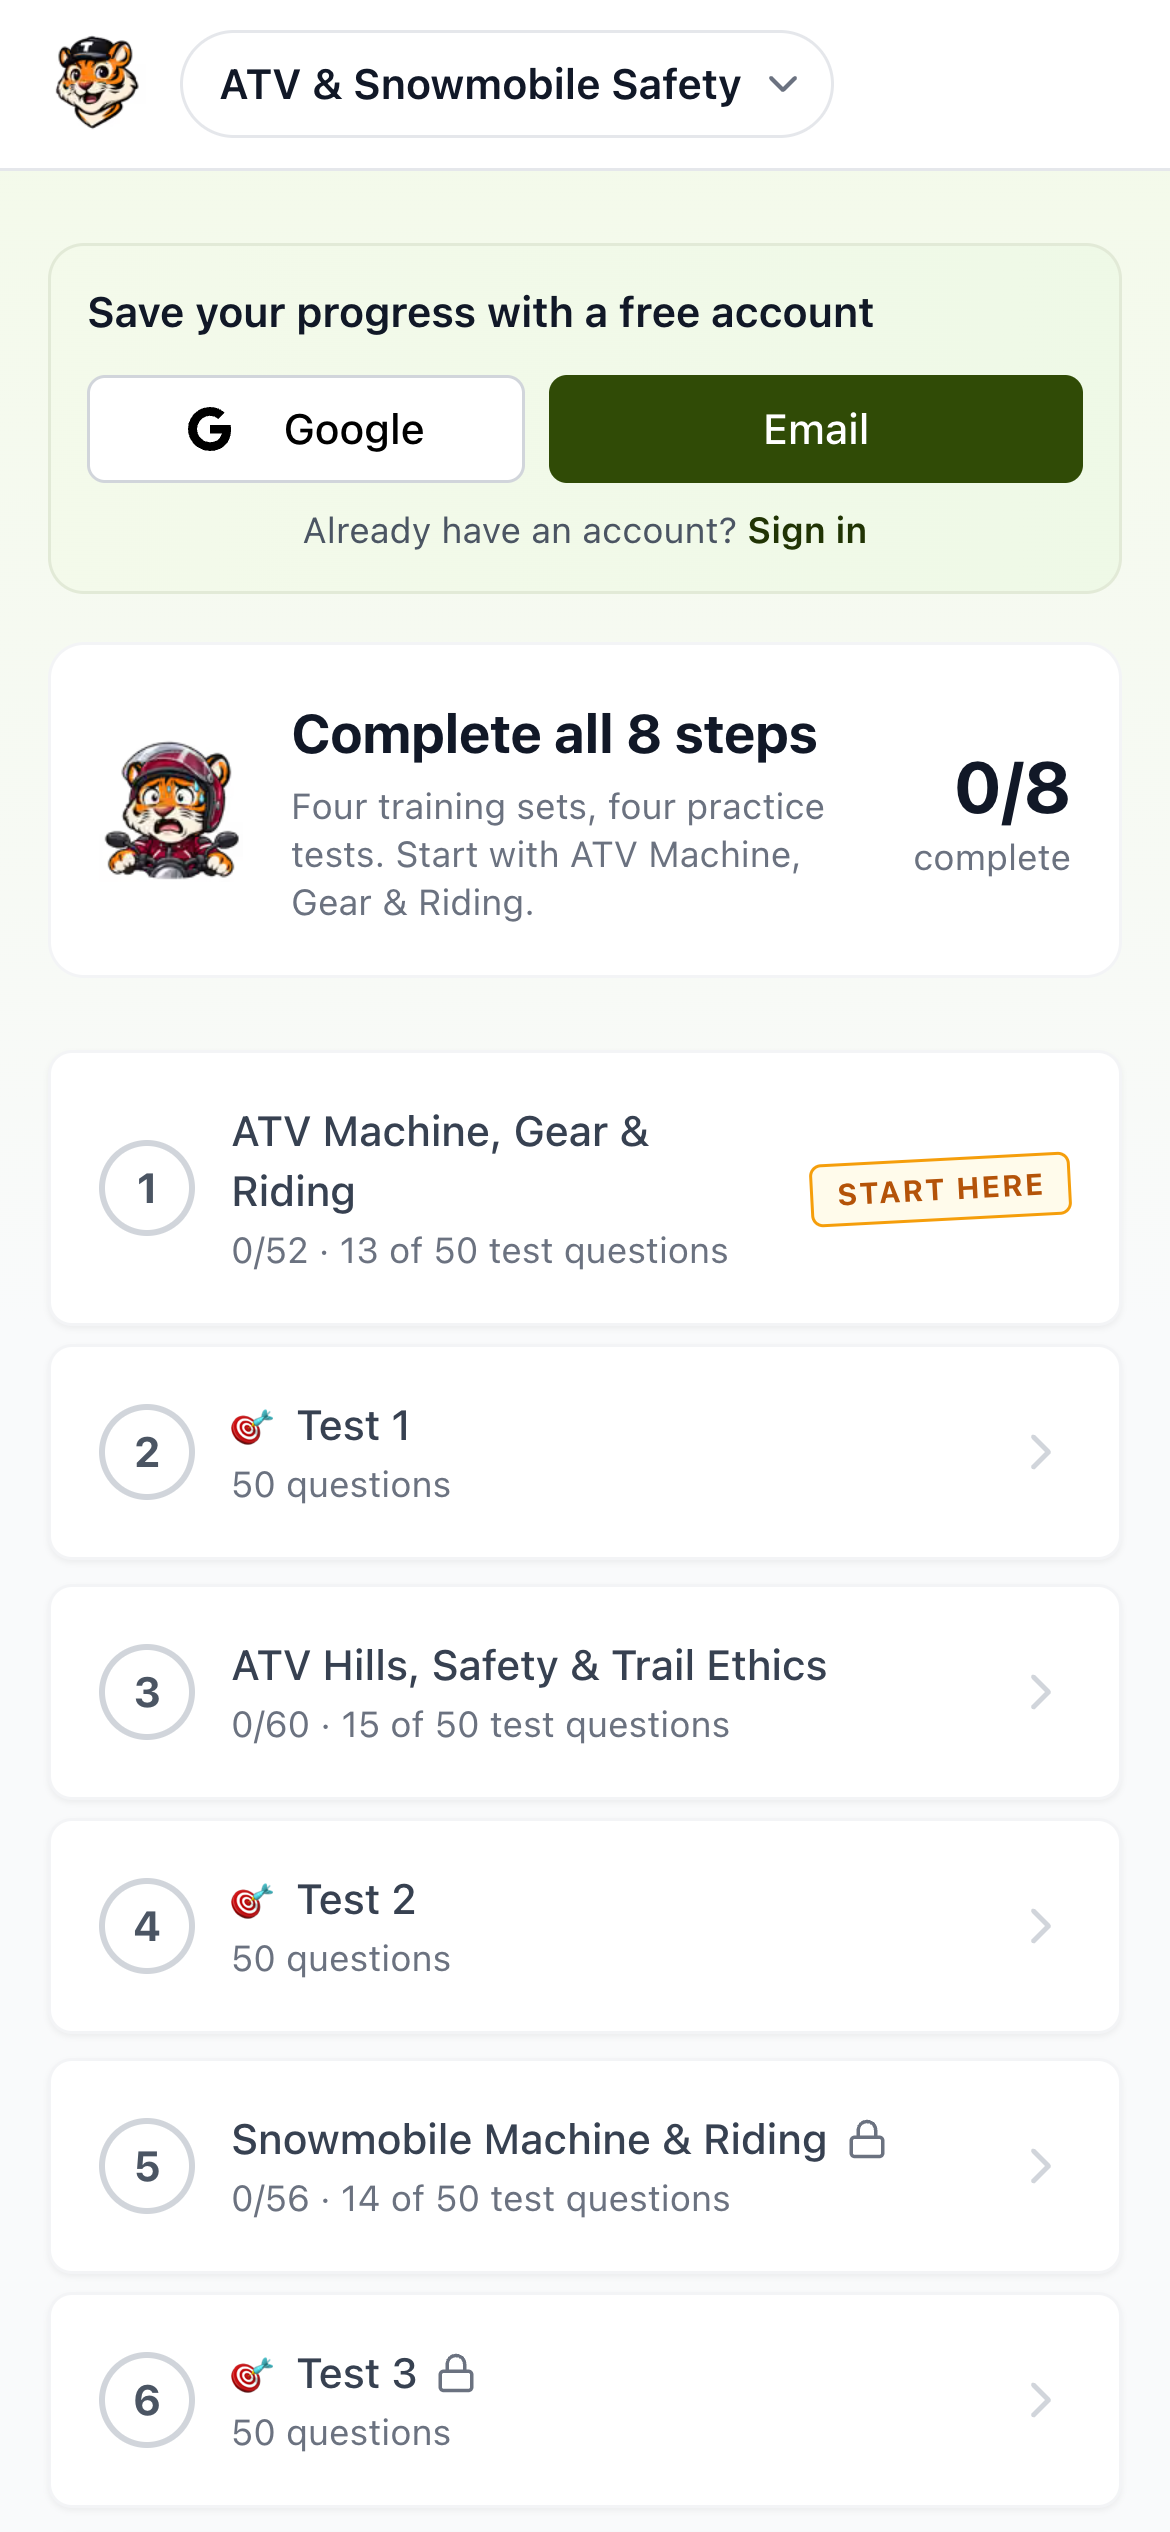 ATV & Snowmobile Safety
Save your progress with a free account
Google
Email
Already have an account? Sign in
Complete all 8 steps
Four training sets, four practice
tests. Start with ATV Machine,
Gear & Riding.
0/8
complete
1
ATV Machine, Gear &
Riding
0/52 · 13 of 50 test questions
START HERE
2
Test 1
50 questions
3
ATV Hills, Safety & Trail Ethics
0/60 · 15 of 50 test questions
4
Test 2
50 questions
5
Snowmobile Machine & Riding
0/56 · 14 of 50 test questions
6
Test 3
50 questions